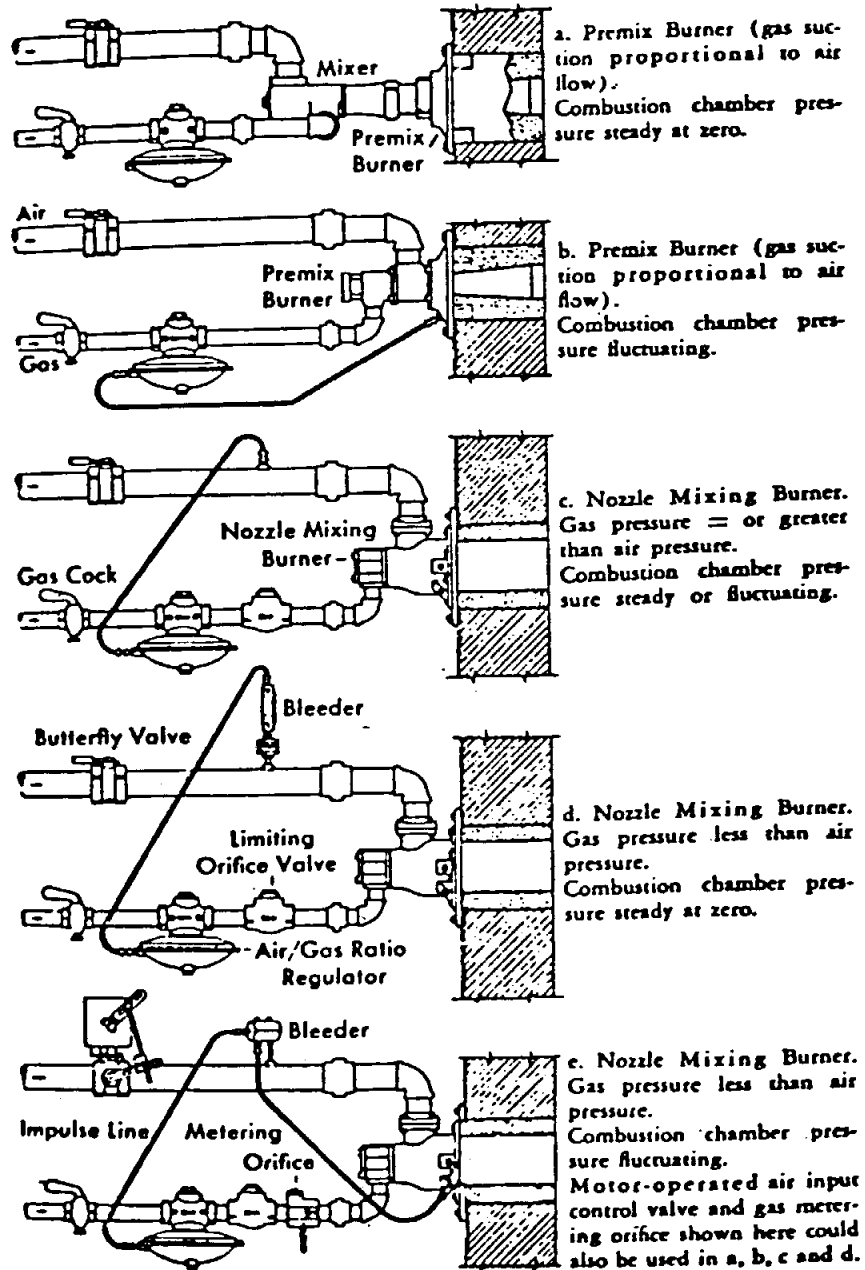 Mixer
Premix
Burner
a. Premix Burner (gas suc-
tion proportional to air
flow).
Combustion chamber pres-
sure steady at zero.
Air
Premix
Burner
Gas
b. Premix Burner (gas suc-
tion proportional to air
flow).
Combustion chamber pres-
sure fluctuating.
Nozzle Mixing
Burner
Gas Cock
c. Nozzle Mixing Burner.
Gas pressure = or greater
than air pressure.
Combustion chamber pres-
sure steady or fluctuating.
Bleeder
Butterfly Valve
Limiting
Orifice Valve
Air/Gas Ratio
Regulator
d. Nozzle Mixing Burner.
Gas pressure less than air
pressure.
Combustion chamber pres-
sure steady at zero.
Bleeder
Impulse Line
Metering
Orifice
e. Nozzle Mixing Burner.
Gas pressure less than air
pressure.
Combustion chamber pres-
sure fluctuating.
Motor-operated air input
control valve and gas meter-
ing orifice shown here could
also be used in a, b, c and d.